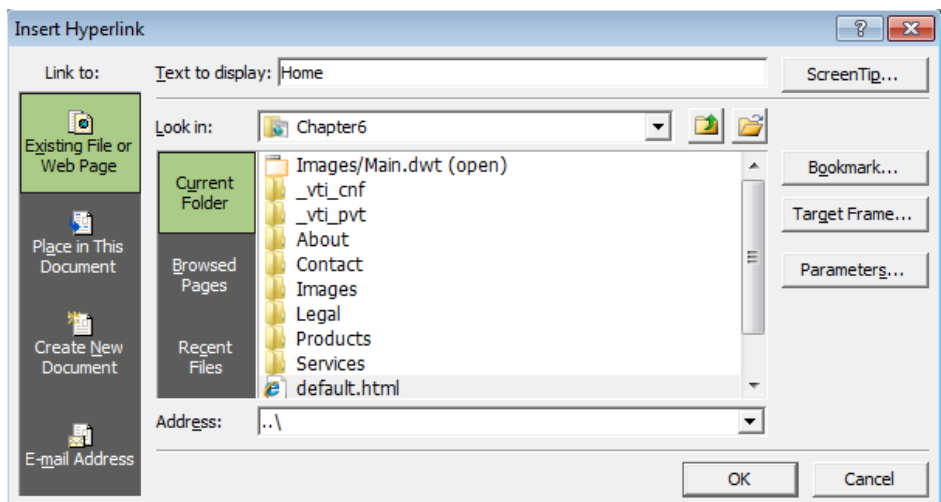 Insert Hyperlink
Link to:
Text to display: Home
ScreenTip...
Existing File or
Web Page
Place in This
Document
Create New
Document
E-mail Address
Look in: Chapter6
Current
Folder
Browsed
Pages
Recent
Files
Images/Main.dwt (open)
_vti_cnf
_vti_pvt
About
Contact
Images
Legal
Products
Services
default.html
Bookmark...
Target Frame...
Parameters...
Address: ..\
OK
Cancel